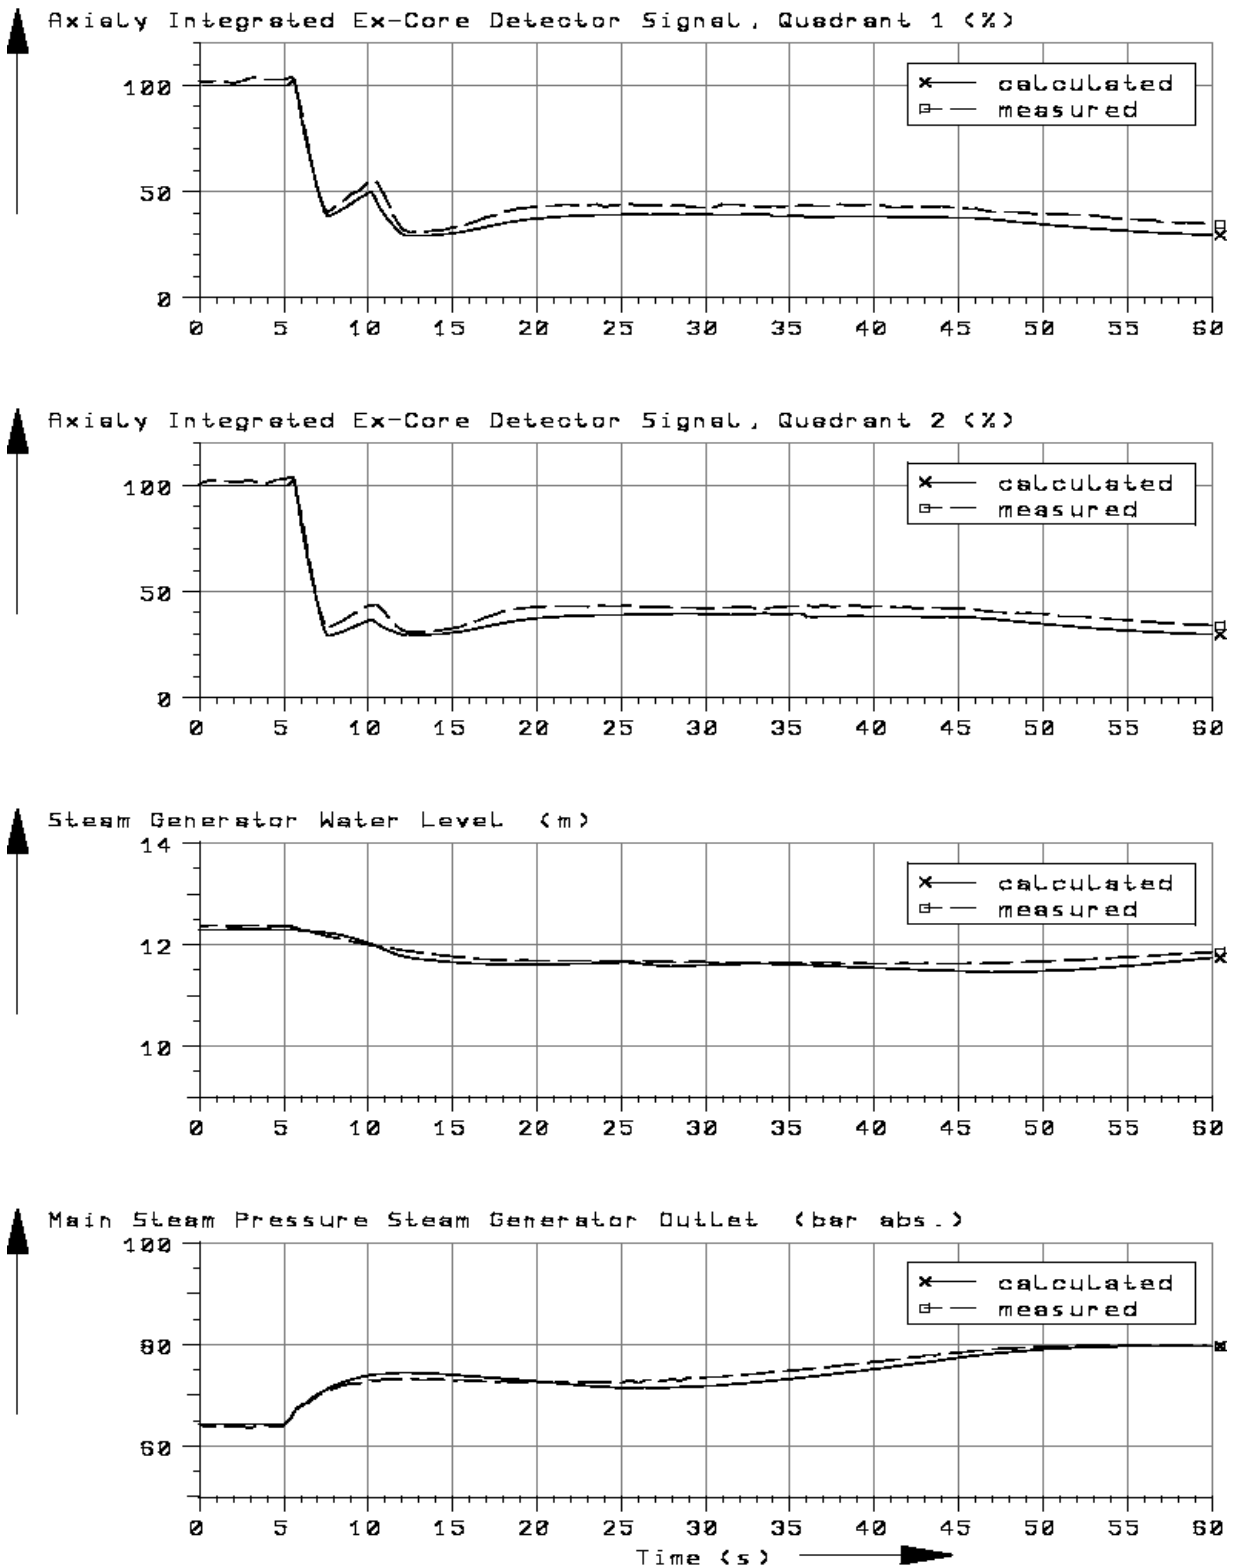 Axialy Integrated Ex-Core Detector Signal, Quadrant 1 (%)
100
50
0
calculated
measured
0 5 10 15 20 25 30 35 40 45 50 55 60
Axialy Integrated Ex-Core Detector Signal, Quadrant 2 (%)
100
50
0
calculated
measured
0 5 10 15 20 25 30 35 40 45 50 55 60
Steam Generator Water Level (m)
14
12
10
calculated
measured
0 5 10 15 20 25 30 35 40 45 50 55 60
Main Steam Pressure Steam Generator Outlet (bar abs.)
100
80
60
calculated
measured
0 5 10 15 20 25 30 35 40 45 50 55 60
Time (s)